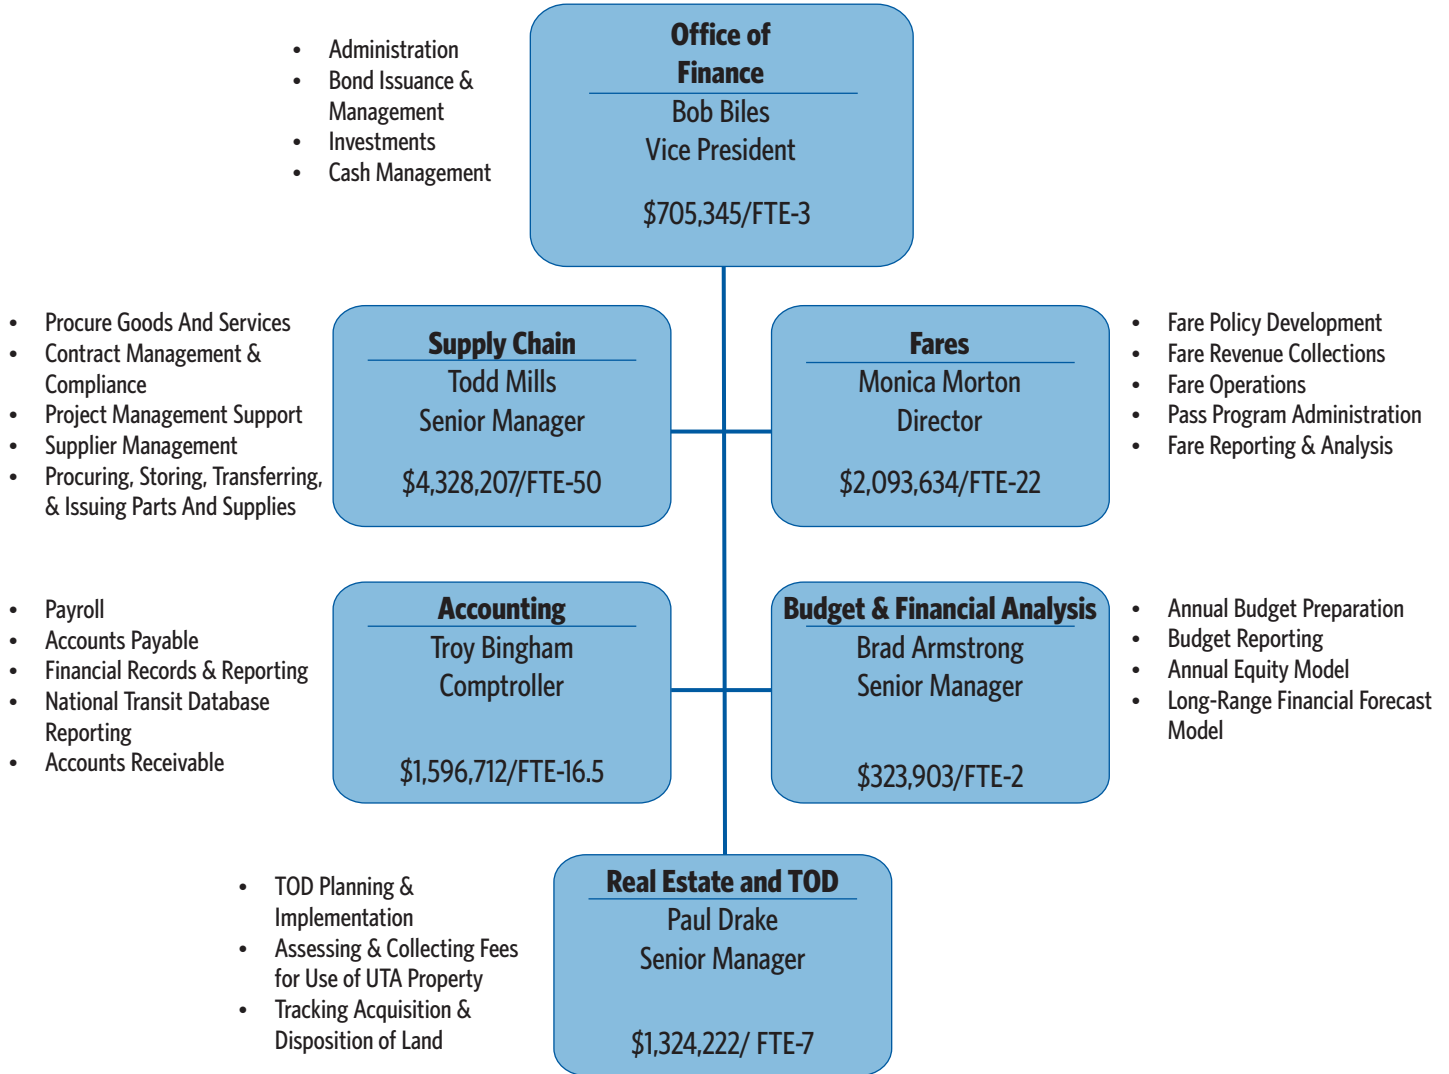 Office of
Finance
Bob Biles
Vice President
$705,345/FTE-3
• Administration
• Bond Issuance &
Management
• Investments
• Cash Management
Supply Chain
Todd Mills
Senior Manager
$4,328,207/FTE-50
• Procure Goods And Services
• Contract Management &
Compliance
• Project Management Support
• Supplier Management
• Procuring, Storing, Transferring,
& Issuing Parts And Supplies
Fares
Monica Morton
Director
$2,093,634/FTE-22
• Fare Policy Development
• Fare Revenue Collections
• Fare Operations
• Pass Program Administration
• Fare Reporting & Analysis
Accounting
Troy Bingham
Comptroller
$1,596,712/FTE-16.5
• Payroll
• Accounts Payable
• Financial Records & Reporting
• National Transit Database
Reporting
• Accounts Receivable
Budget & Financial Analysis
Brad Armstrong
Senior Manager
$323,903/FTE-2
• Annual Budget Preparation
• Budget Reporting
• Annual Equity Model
• Long-Range Financial Forecast
Model
Real Estate and TOD
Paul Drake
Senior Manager
$1,324,222/ FTE-7
• TOD Planning &
Implementation
• Assessing & Collecting Fees
for Use of UTA Property
• Tracking Acquisition &
Disposition of Land